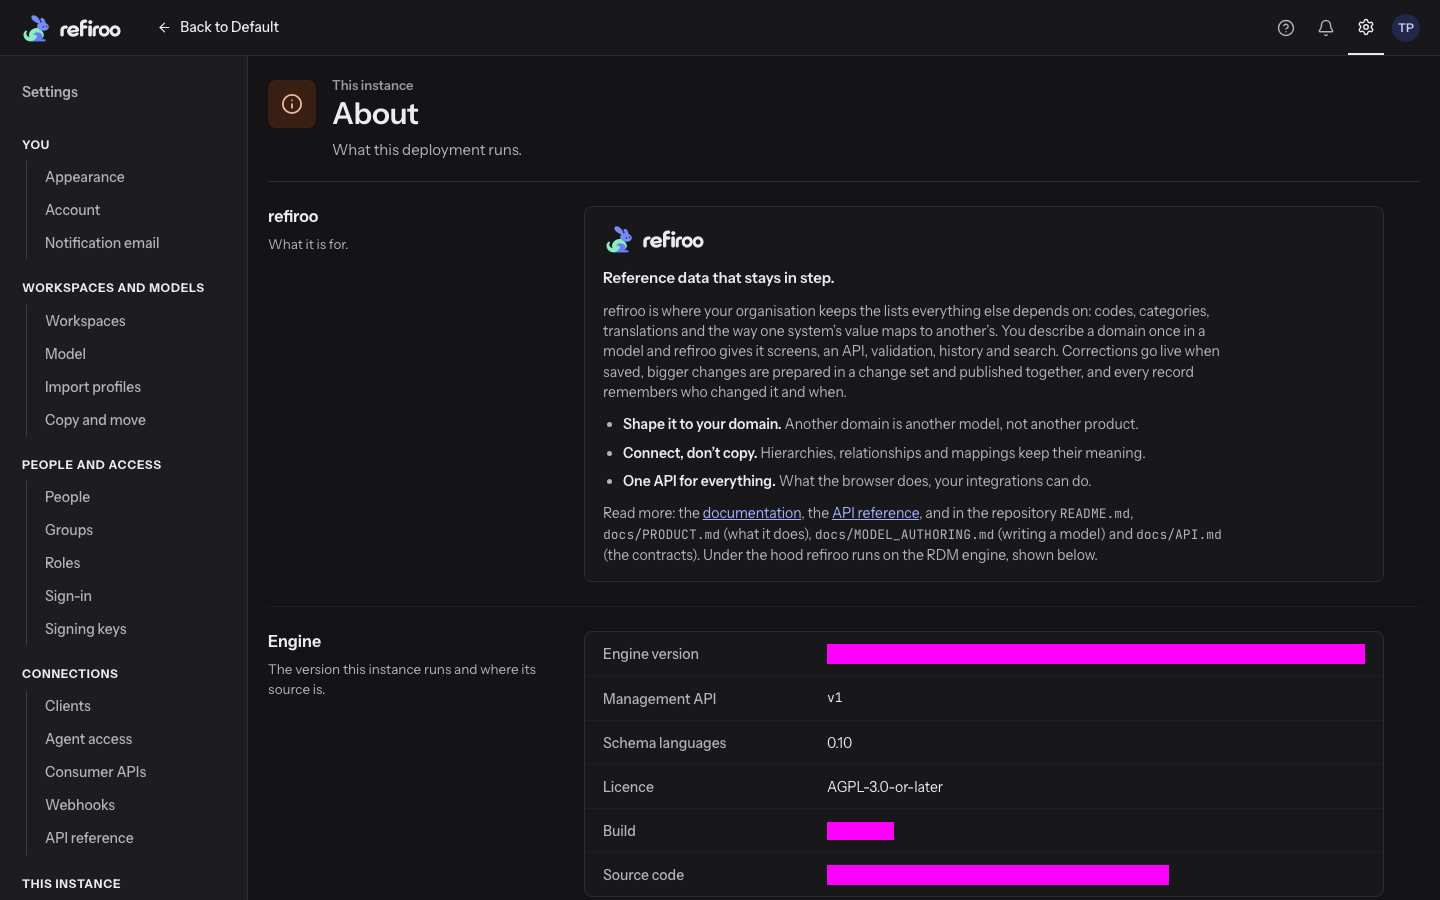 refiroo
Back to Default
TP
Settings
YOU
Appearance
Account
Notification email
WORKSPACES AND MODELS
Workspaces
Model
Import profiles
Copy and move
PEOPLE AND ACCESS
People
Groups
Roles
Sign-in
Signing keys
CONNECTIONS
Clients
Agent access
Consumer APIs
Webhooks
API reference
THIS INSTANCE
This instance
About
What this deployment runs.
refiroo
What it is for.
refiroo
Reference data that stays in step.
refiroo is where your organisation keeps the lists everything else depends on: codes, categories,
translations and the way one system's value maps to another's. You describe a domain once in a
model and refiroo gives it screens, an API, validation, history and search. Corrections go live when
saved, bigger changes are prepared in a change set and published together, and every record
remembers who changed it and when.
• Shape it to your domain. Another domain is another model, not another product.
• Connect, don't copy. Hierarchies, relationships and mappings keep their meaning.
• One API for everything. What the browser does, your integrations can do.
Read more: the documentation, the API reference, and in the repository README.md,
docs/PRODUCT.md (what it does), docs/MODEL_AUTHORING.md (writing a model) and docs/API.md
(the contracts). Under the hood refiroo runs on the RDM engine, shown below.
Engine
The version this instance runs and where its
source is.
Engine version
Management API v1
Schema languages 0.10
Licence AGPL-3.0-or-later
Build
Source code